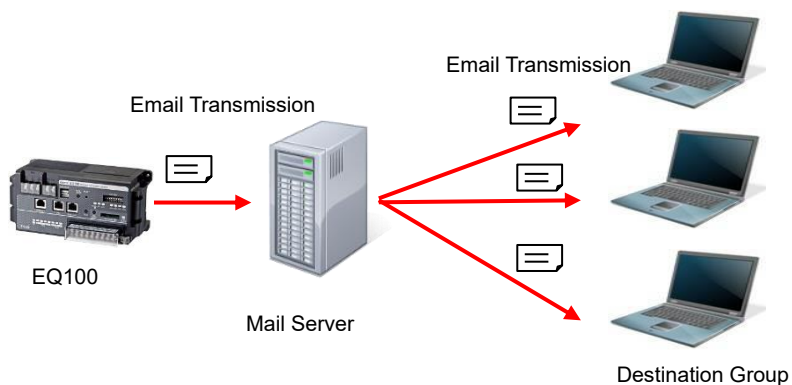 Email Transmission
Email Transmission
EQ100
Mail Server
Destination Group